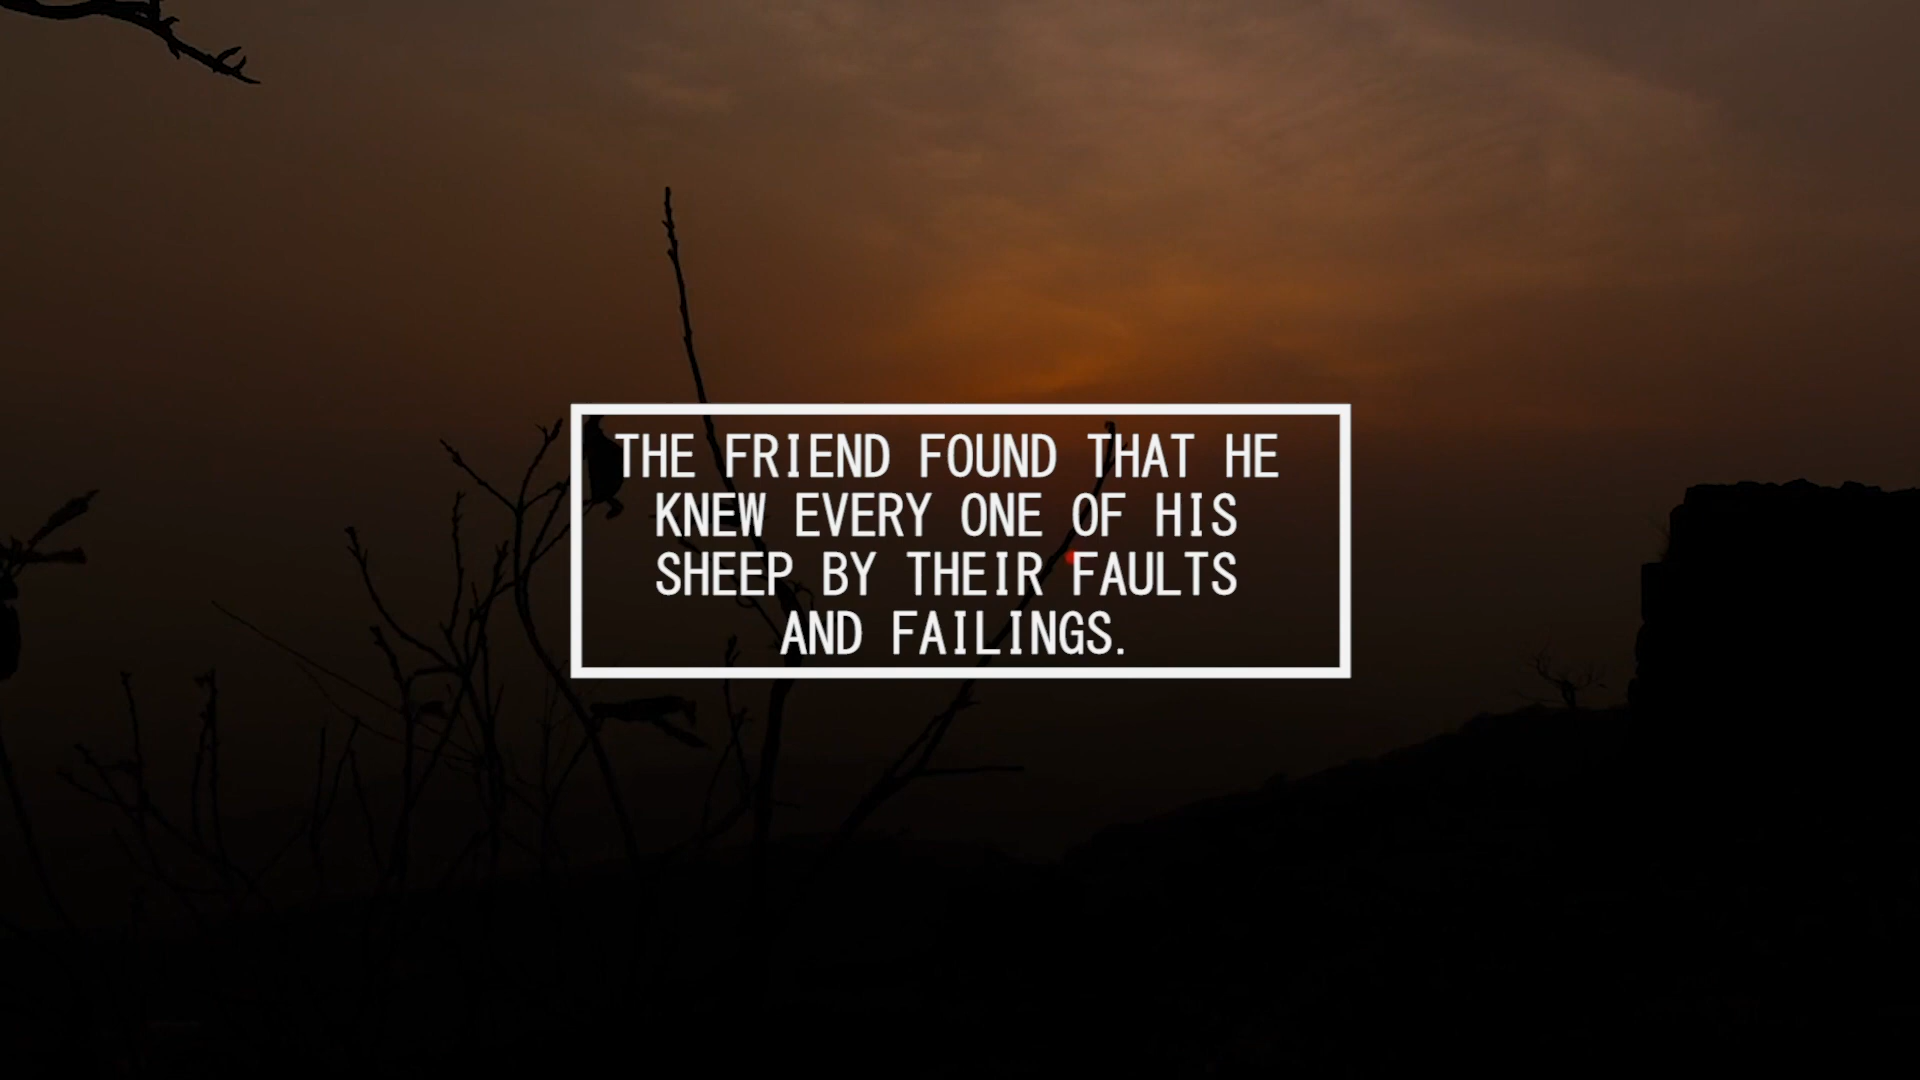 THE FRIEND FOUND THAT HE
KNEW EVERY ONE OF HIS
SHEEP BY THEIR FAULTS
AND FAILINGS.